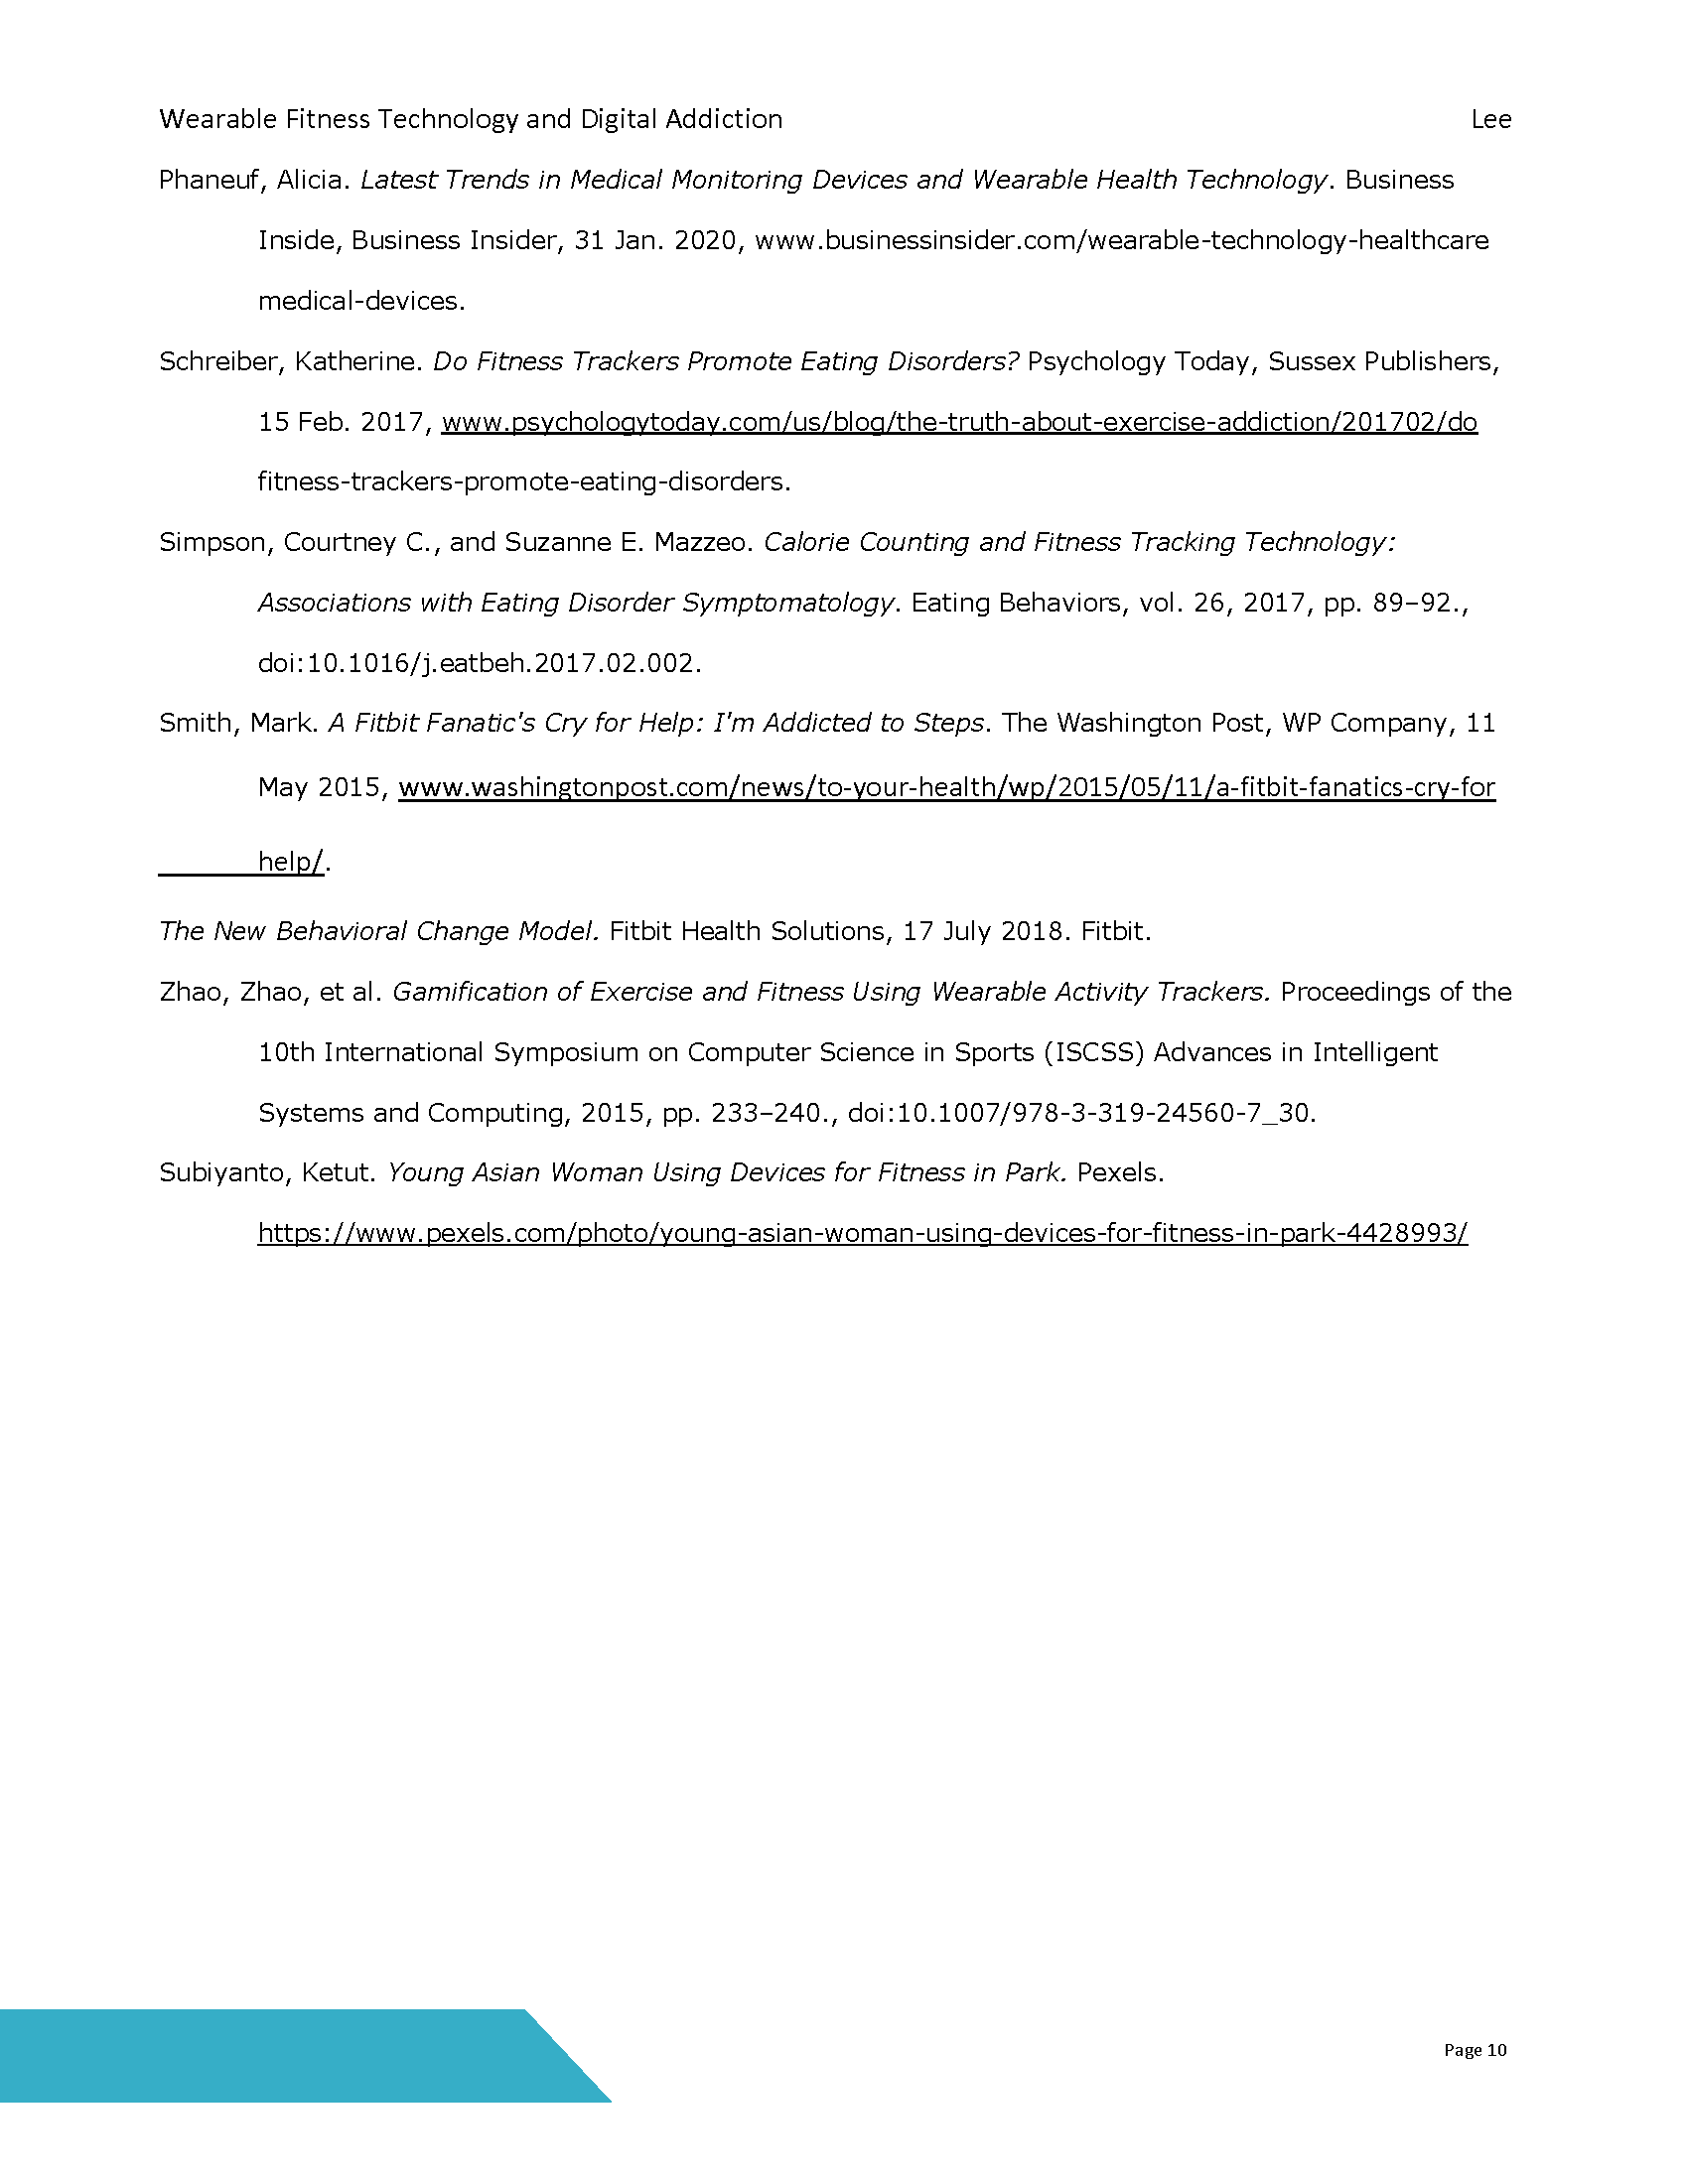 Wearable Fitness Technology and Digital Addiction Lee
Phaneuf, Alicia. Latest Trends in Medical Monitoring Devices and Wearable Health Technology. Business
Inside, Business Insider, 31 Jan. 2020, www.businessinsider.com/wearable-technology-healthcare
medical-devices.
Schreiber, Katherine. Do Fitness Trackers Promote Eating Disorders? Psychology Today, Sussex Publishers,
15 Feb. 2017, www.psychologytoday.com/us/blog/the-truth-about-exercise-addiction/201702/do
fitness-trackers-promote-eating-disorders.
Simpson, Courtney C., and Suzanne E. Mazzeo. Calorie Counting and Fitness Tracking Technology:
Associations with Eating Disorder Symptomatology. Eating Behaviors, vol. 26, 2017, pp. 89–92.,
doi:10.1016/j.eatbeh.2017.02.002.
Smith, Mark. A Fitbit Fanatic's Cry for Help: I'm Addicted to Steps. The Washington Post, WP Company, 11
May 2015, www.washingtonpost.com/news/to-your-health/wp/2015/05/11/a-fitbit-fanatics-cry-for
help/.
The New Behavioral Change Model. Fitbit Health Solutions, 17 July 2018. Fitbit.
Zhao, Zhao, et al. Gamification of Exercise and Fitness Using Wearable Activity Trackers. Proceedings of the
10th International Symposium on Computer Science in Sports (ISCSS) Advances in Intelligent
Systems and Computing, 2015, pp. 233–240., doi:10.1007/978-3-319-24560-7_30.
Subiyanto, Ketut. Young Asian Woman Using Devices for Fitness in Park. Pexels.
https://www.pexels.com/photo/young-asian-woman-using-devices-for-fitness-in-park-4428993/
Page 10